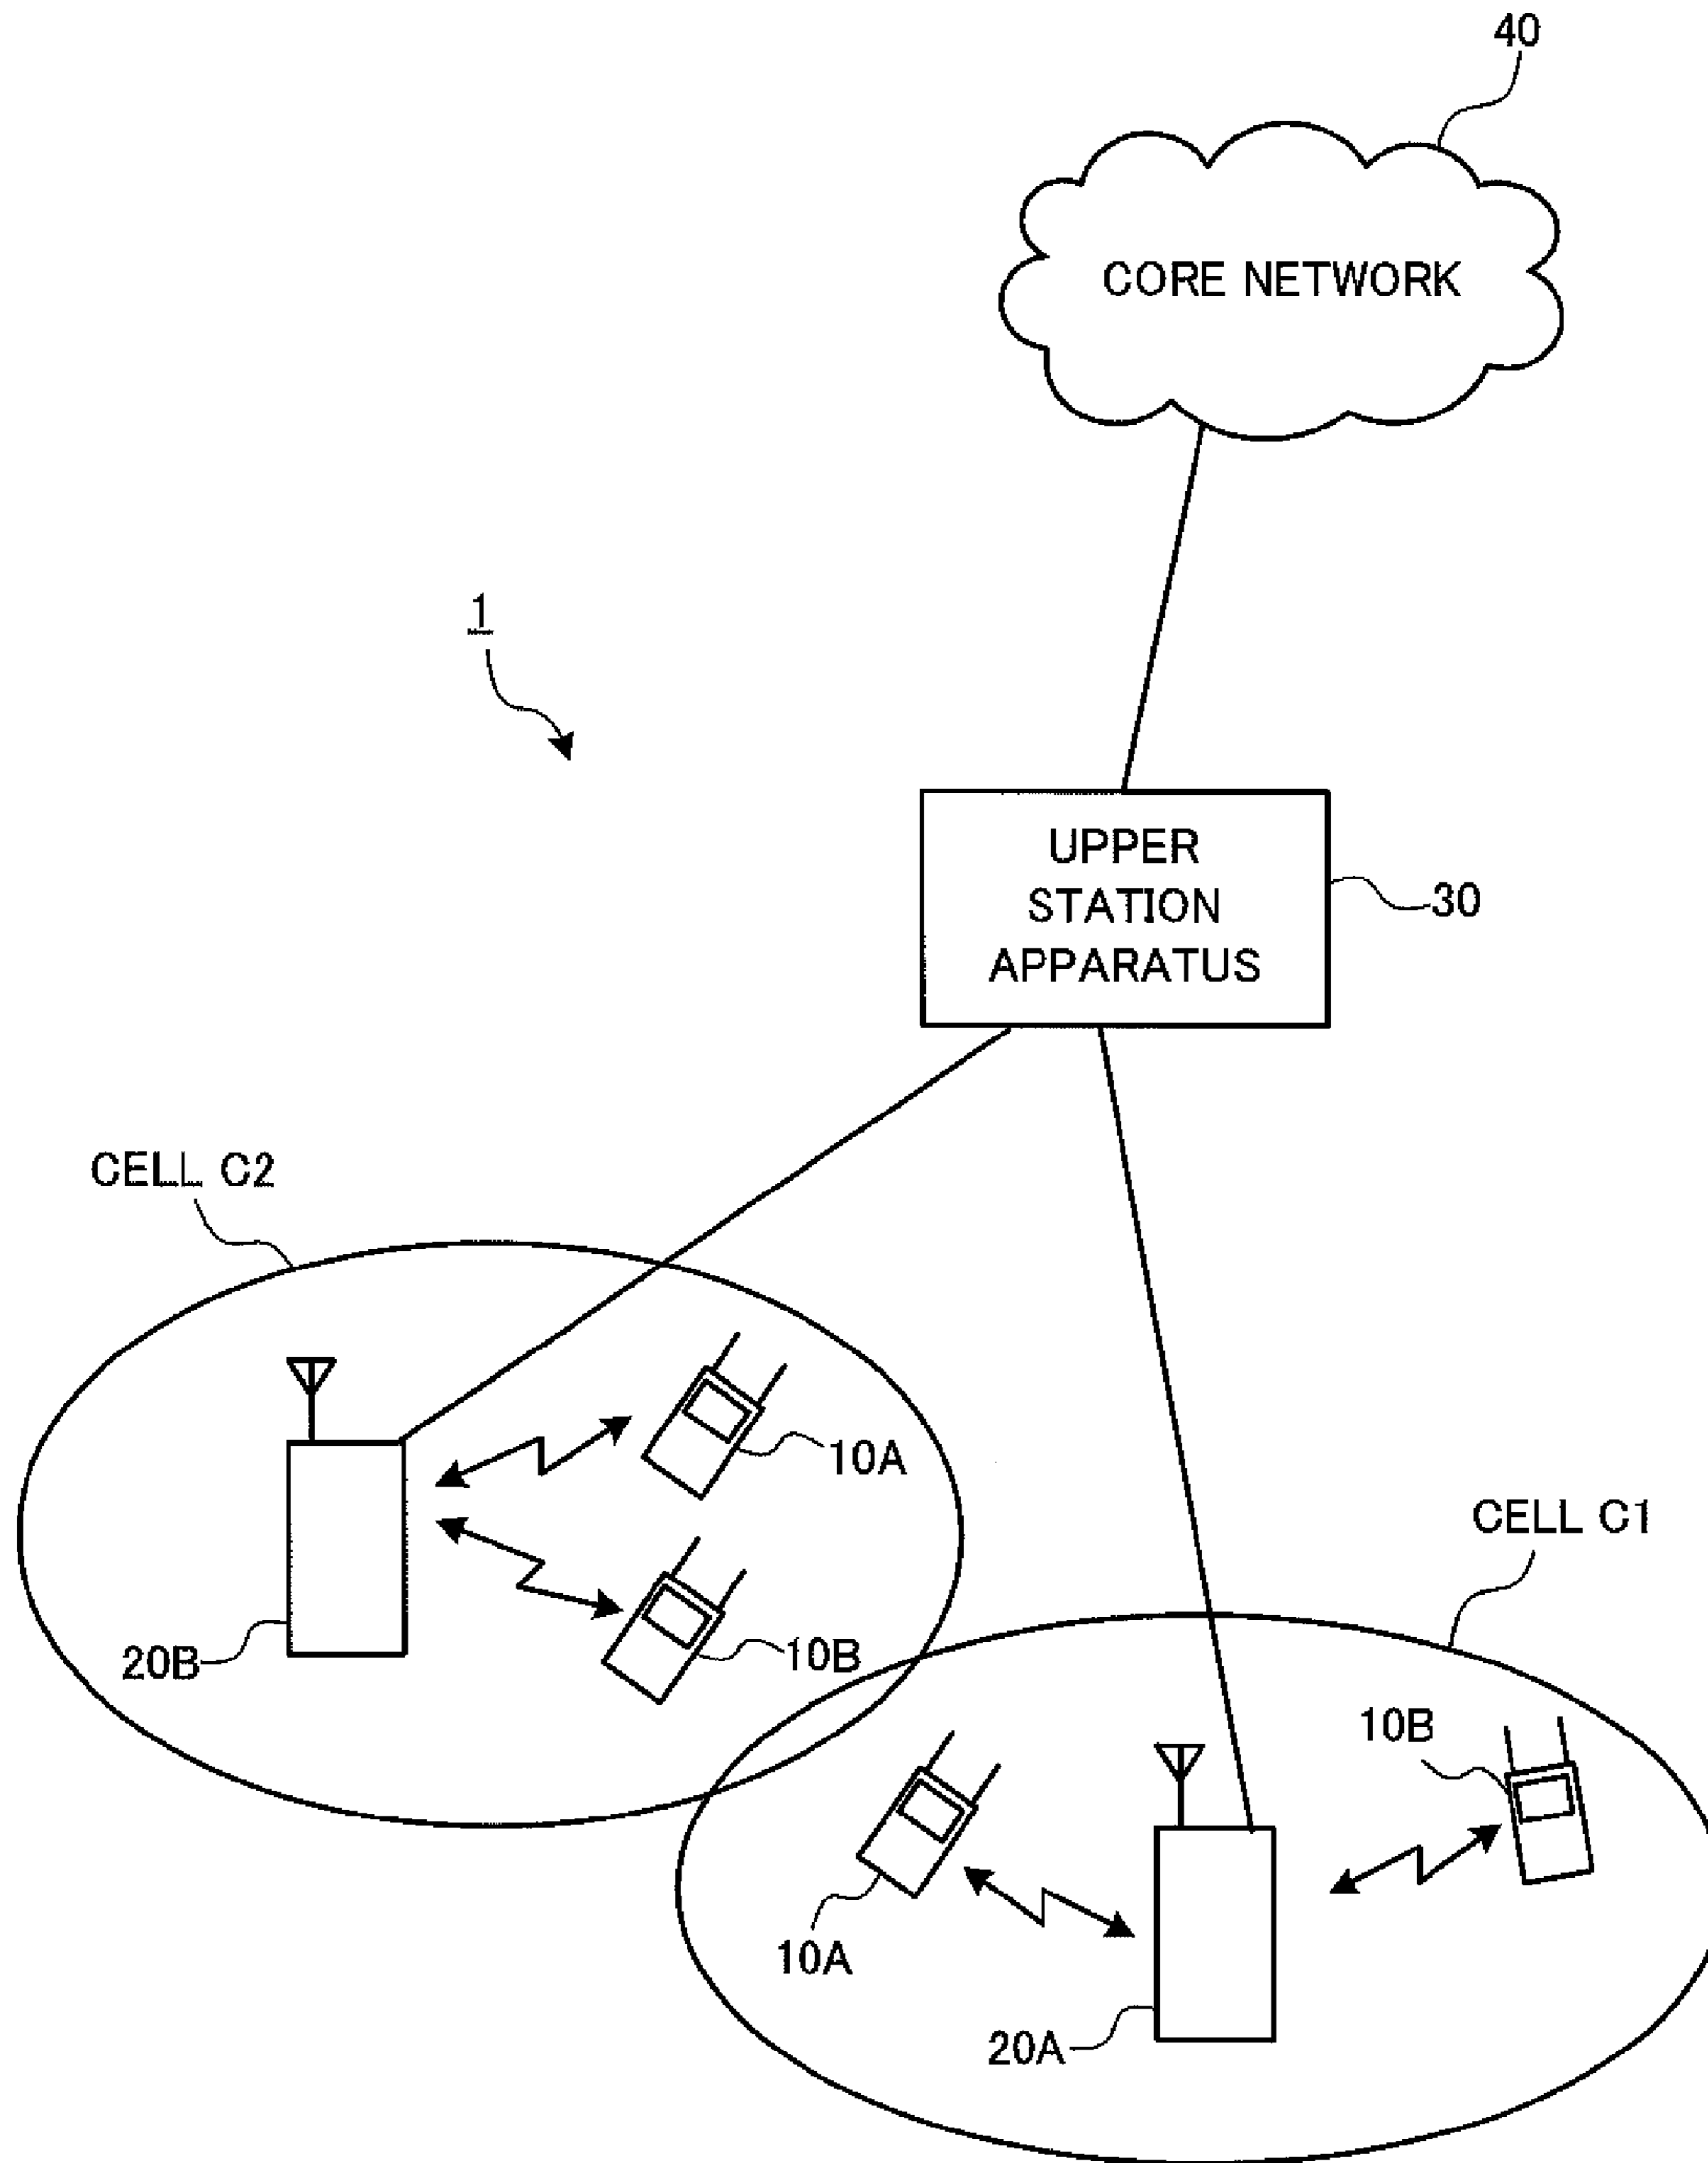 40
CORE NETWORK
1
UPPER
STATION
APPARATUS
30
CELL C2
10A
CELL C1
20B
10B
10B
10A
20A